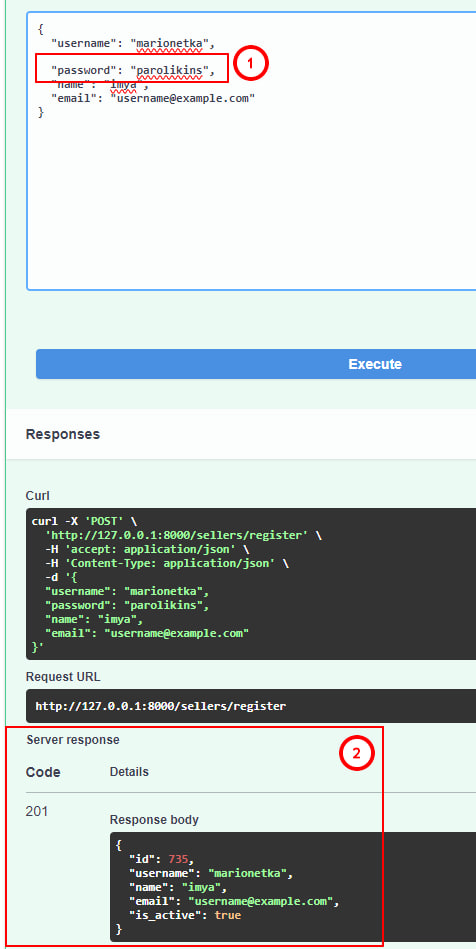 {
"username": "marionetka",
"password": "parolikins",
1
"name": "imya",
"email": "username@example.com"
}
Execute
Responses
Curl
curl -X 'POST' \
'http://127.0.0.1:8000/sellers/register' \
-H 'accept: application/json' \
-H 'Content-Type: application/json' \
-d '{
"username": "marionetka",
"password": "parolikins",
"name": "imya",
"email": "username@example.com"
}'
Request URL
http://127.0.0.1:8000/sellers/register
Server response
2
Code Details
201
Response body
{
"id": 735,
"username": "marionetka",
"name": "imya",
"email": "username@example.com",
"is_active": true
}